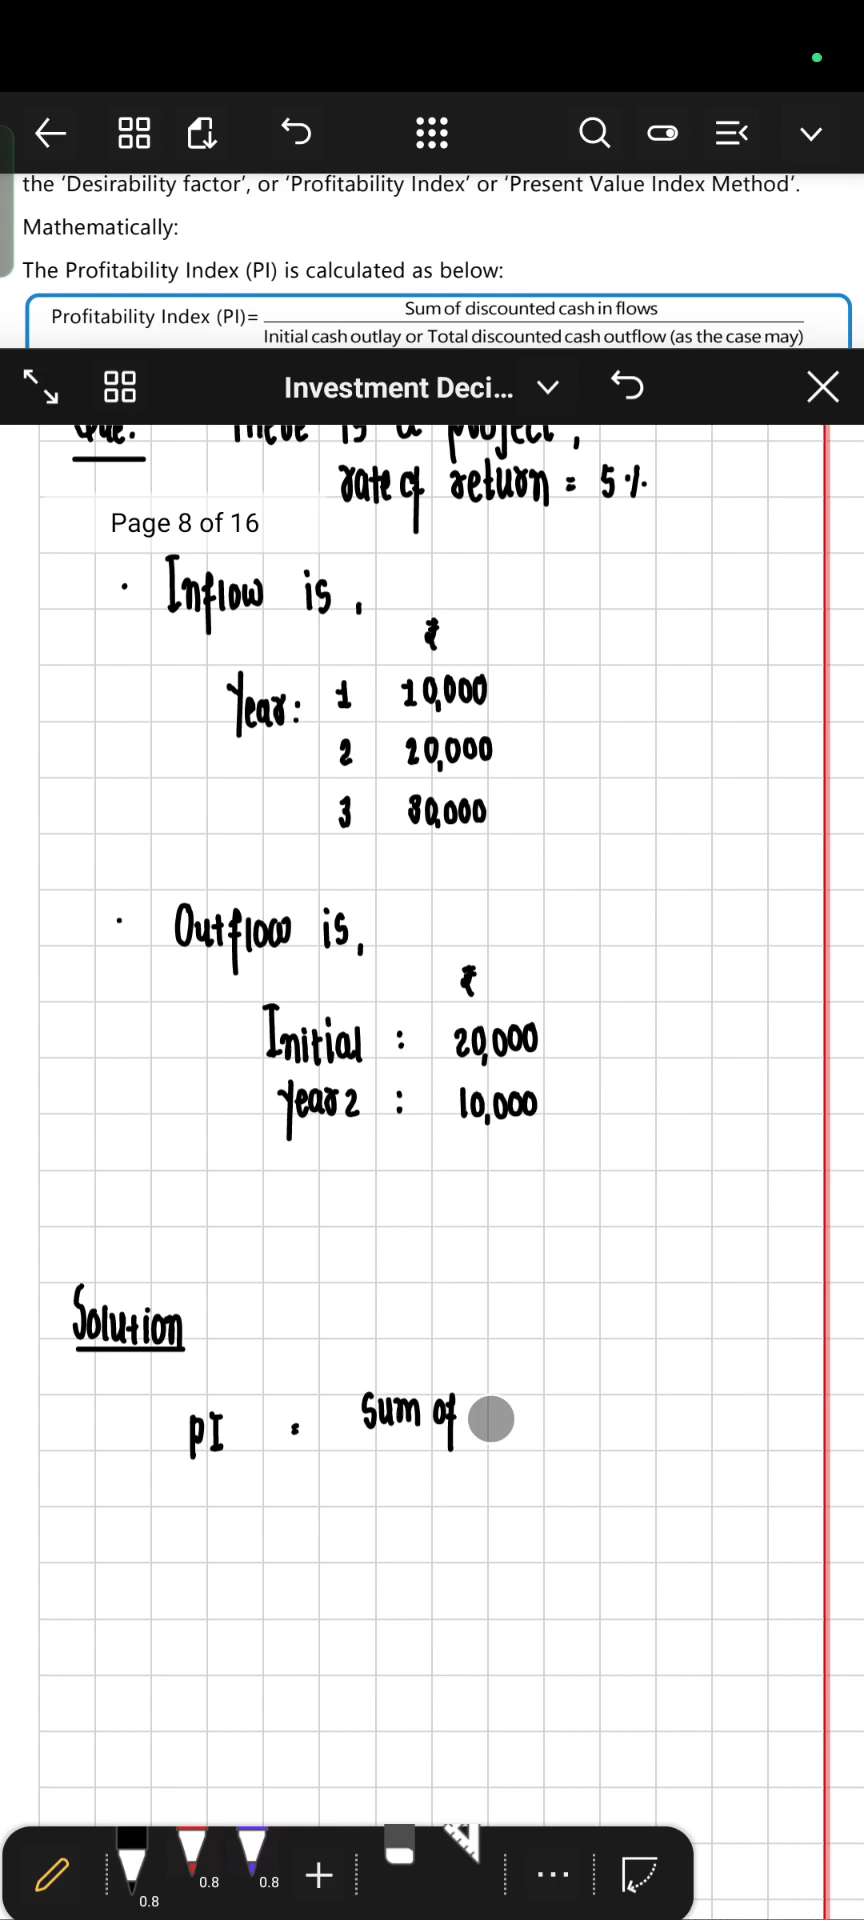 the ‘Desirability factor’, or ‘Profitability Index’ or ‘Present Value Index Method’.
Mathematically:
The Profitability Index (PI) is calculated as below:
Profitability Index (PI)= Sum of discounted cash in flows
Initial cash outlay or Total discounted cash outflow (as the case may)
Investment Deci...
Que. There is a project,
rate of return = 5%
Page 8 of 16
· Inflow is,
₹
Year: 1 10,000
2 20,000
3 30,000
· Outflow is,
₹
Initial : 20,000
Year 2 : 10,000
Solution
PI = Sum of
0.8 0.8 0.8